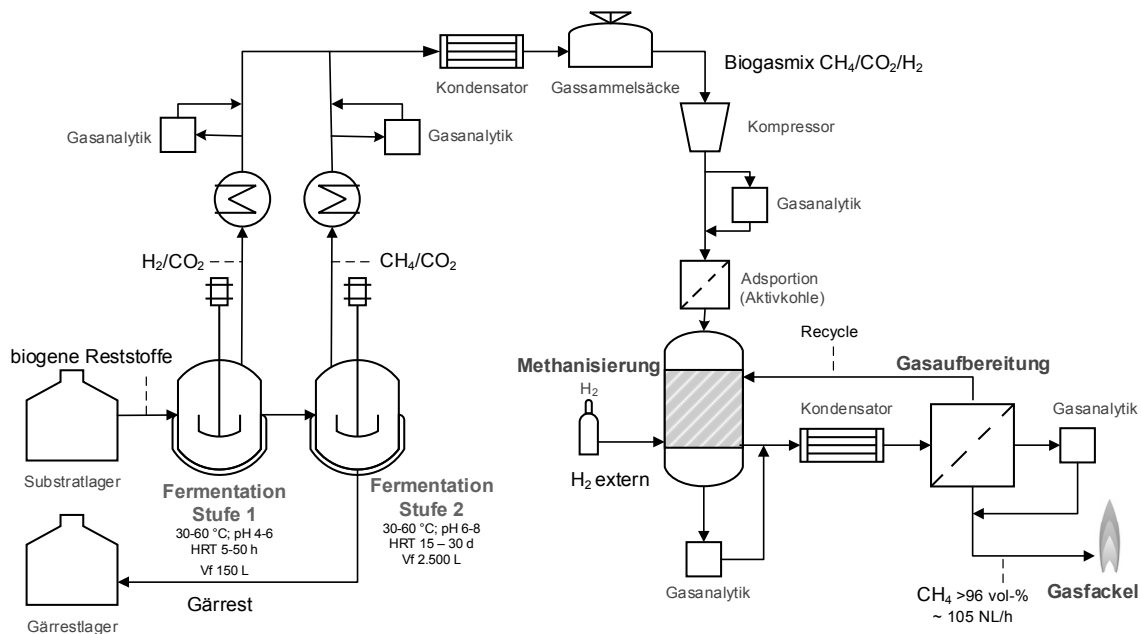 Kondensator
Gassammelsäcke
Biogasmix CH₄/CO₂/H₂
Gasanalytik
Gasanalytik
Kompressor
Gasanalytik
H₂/CO₂
CH₄/CO₂
Adsportion
(Aktivkohle)
biogene Reststoffe
Recycle
Methanisierung
Gasaufbereitung
H₂
Kondensator
Gasanalytik
H₂ extern
Substratlager
Fermentation
Stufe 1
30-60 °C; pH 4-6
HRT 5-50 h
Vf 150 L
Fermentation
Stufe 2
30-60 °C; pH 6-8
HRT 15 – 30 d
Vf 2.500 L
Gasanalytik
Gärrest
Gärrestlager
CH₄ >96 vol-%
~ 105 NL/h
Gasfackel